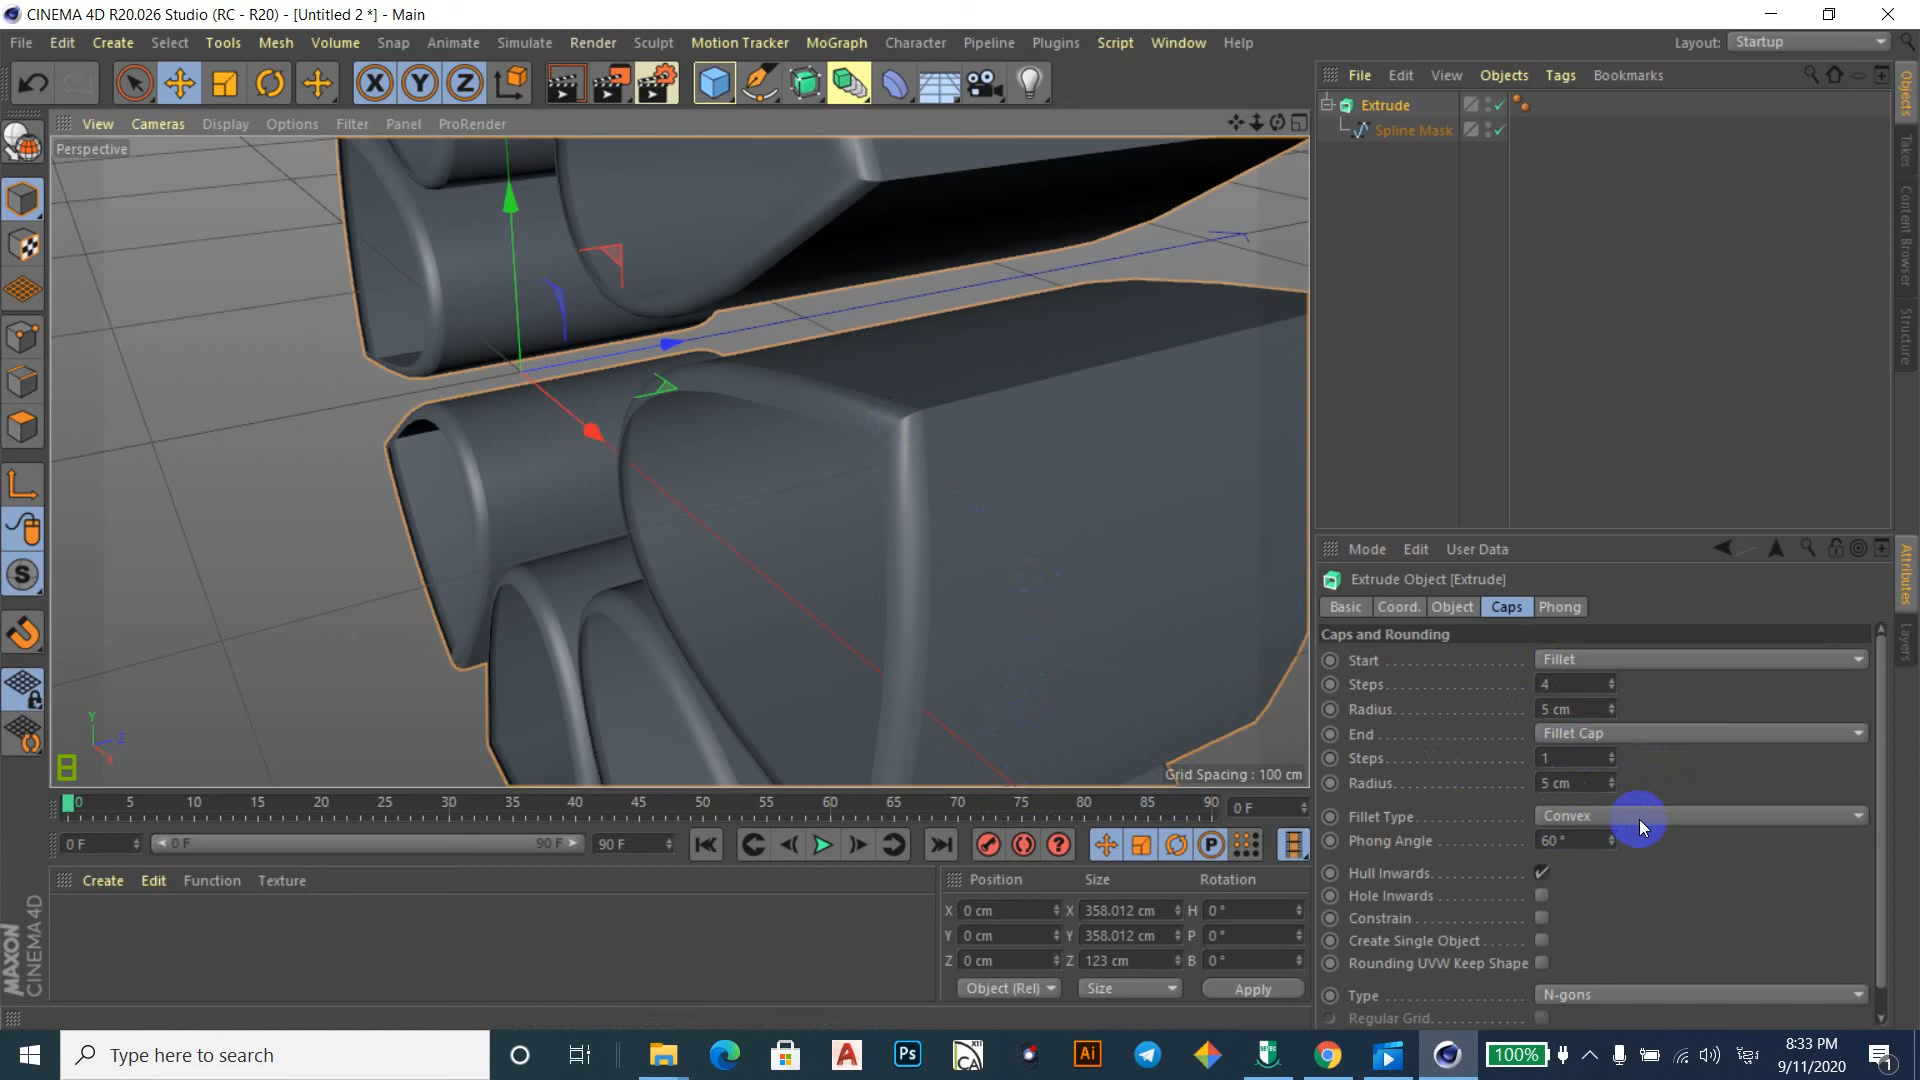 CINEMA 4D R20.026 Studio (RC - R20) - [Untitled 2 *] - Main
File Edit Create Select Tools Mesh Volume Snap Animate Simulate Render Sculpt Motion Tracker MoGraph Character Pipeline Plugins Script Window Help Layout: Startup
File Edit View Objects Tags Bookmarks
View Cameras Display Options Filter Panel ProRender
Perspective
Extrude
Spline Mask
Objects
Takes
Content Browser
Structure
Mode Edit User Data
Extrude Object [Extrude]
Basic Coord. Object Caps Phong
Caps and Rounding
Start Fillet
Steps 4
Radius 5 cm
End Fillet Cap
Steps 1
Radius 5 cm
Fillet Type Convex
Phong Angle 60 °
Hull Inwards
Hole Inwards
Constrain
Create Single Object
Rounding UVW Keep Shape
Type N-gons
Regular Grid
Attributes
Layers
Y
Z
X
Grid Spacing : 100 cm
0 5 10 15 20 25 30 35 40 45 50 55 60 65 70 75 80 85 90 0 F
0 F 0 F 90 F 90 F
Create Edit Function Texture
Position Size Rotation
X 0 cm X 358.012 cm H 0 °
Y 0 cm Y 358.012 cm P 0 °
Z 0 cm Z 123 cm B 0 °
Object (Rel) Size Apply
MAXON
CINEMA 4D
Type here to search
100%
8:33 PM
9/11/2020
1